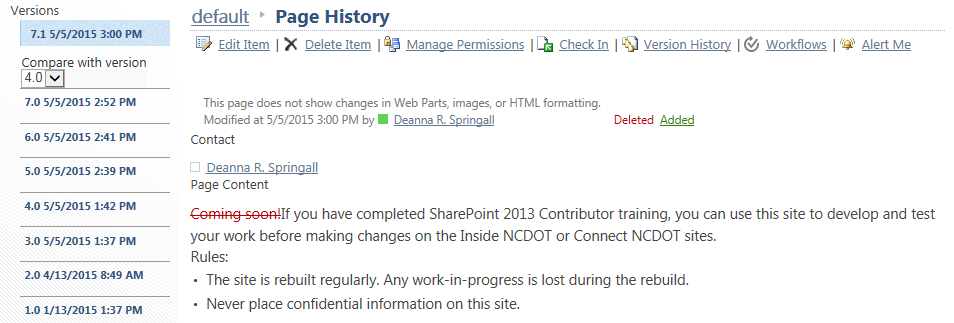 Versions
7.1 5/5/2015 3:00 PM
Compare with version
4.0
7.0 5/5/2015 2:52 PM
6.0 5/5/2015 2:41 PM
5.0 5/5/2015 2:39 PM
4.0 5/5/2015 1:42 PM
3.0 5/5/2015 1:37 PM
2.0 4/13/2015 8:49 AM
1.0 1/13/2015 1:37 PM
default Page History
Edit Item | Delete Item | Manage Permissions | Check In | Version History | Workflows | Alert Me
This page does not show changes in Web Parts, images, or HTML formatting.
Modified at 5/5/2015 3:00 PM by Deanna R. Springall Deleted Added
Contact
Deanna R. Springall
Page Content
Coming soon!If you have completed SharePoint 2013 Contributor training, you can use this site to develop and test
your work before making changes on the Inside NCDOT or Connect NCDOT sites.
Rules:
• The site is rebuilt regularly. Any work-in-progress is lost during the rebuild.
• Never place confidential information on this site.